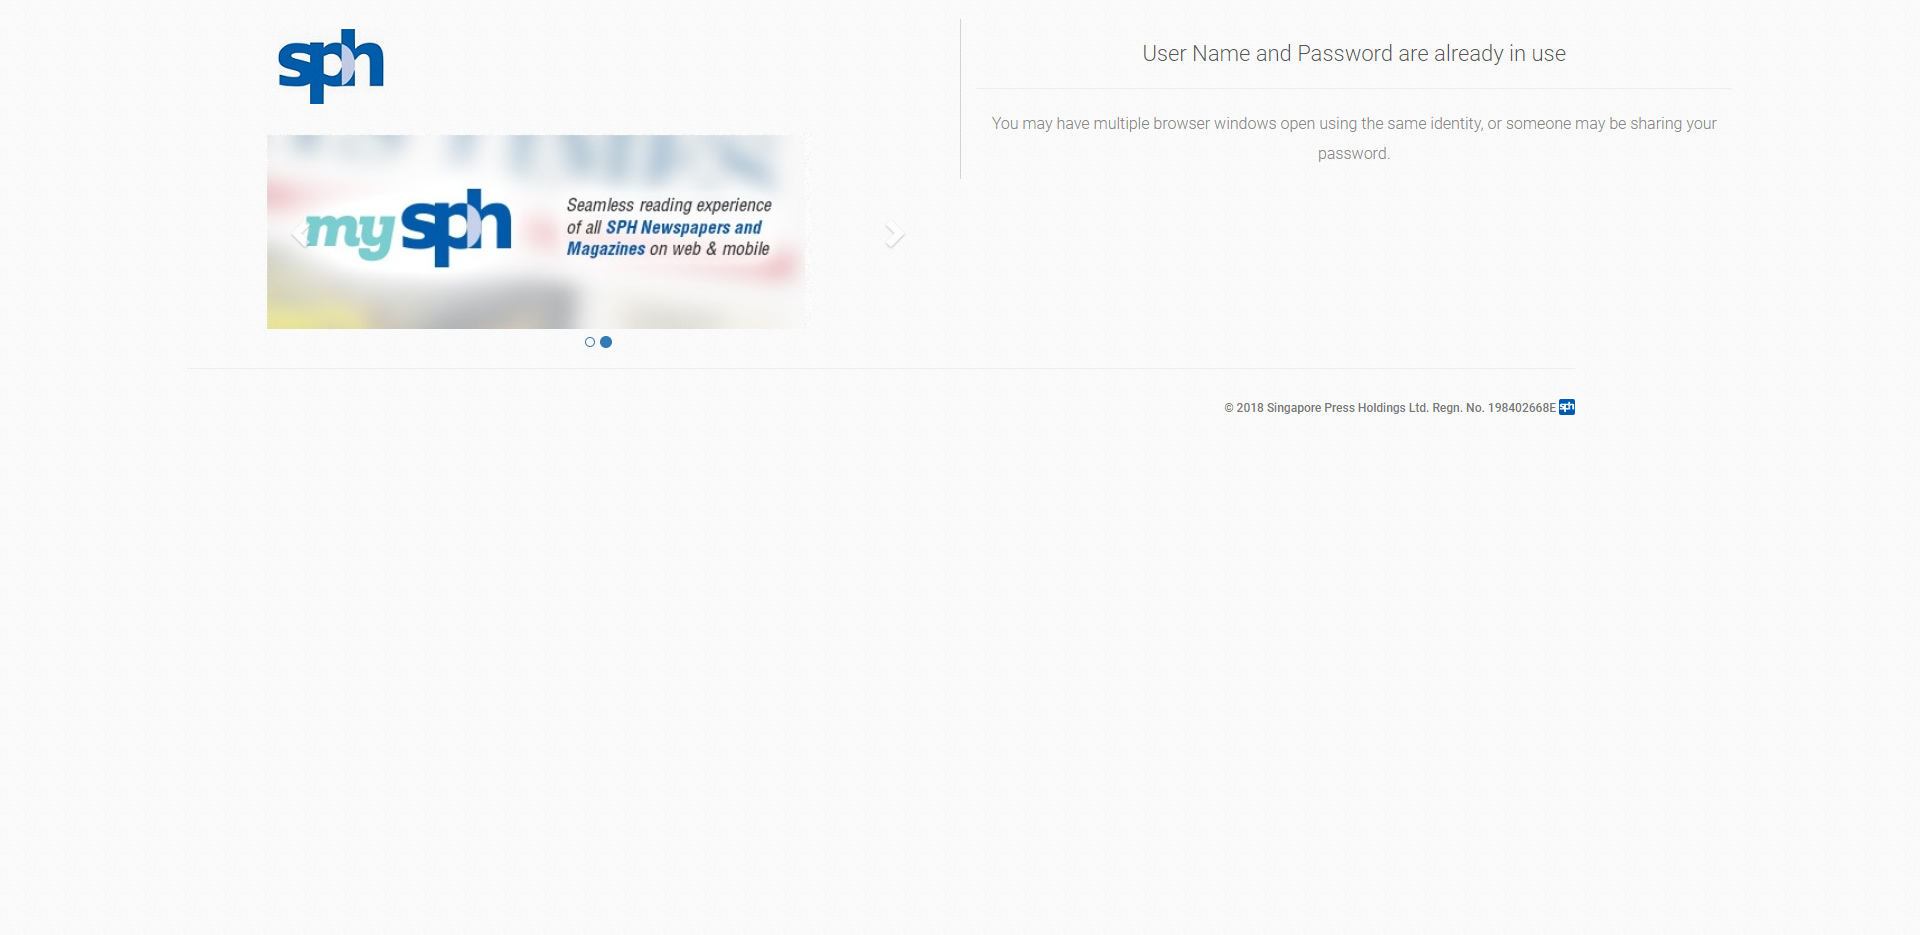 sph
User Name and Password are already in use
You may have multiple browser windows open using the same identity, or someone may be sharing your
password.
my sph
Seamless reading experience
of all SPH Newspapers and
Magazines on web & mobile
© 2018 Singapore Press Holdings Ltd. Regn. No. 198402668E sph